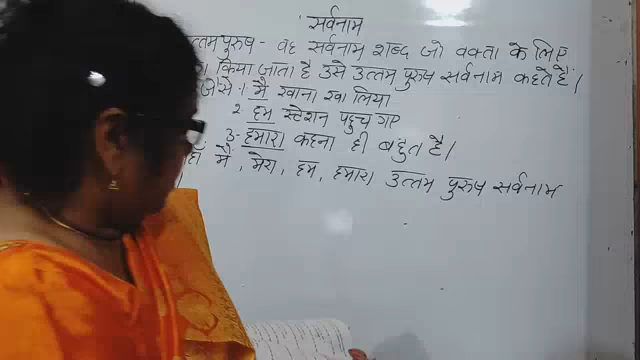 सर्वनाम
त्तम पुरुष - वह सर्वनाम शब्द जो वक्ता के लिए
किया जाता है उसे उत्तम पुरुष सर्वनाम कहते हैं।
जैसे :- 1 मैं खाना खा लिया
2 हम स्टेशन पहुच गए
3- हमारा कहना ही बहुत है।
मैं, मेरा, हम, हमारा उत्तम पुरुष सर्वनाम